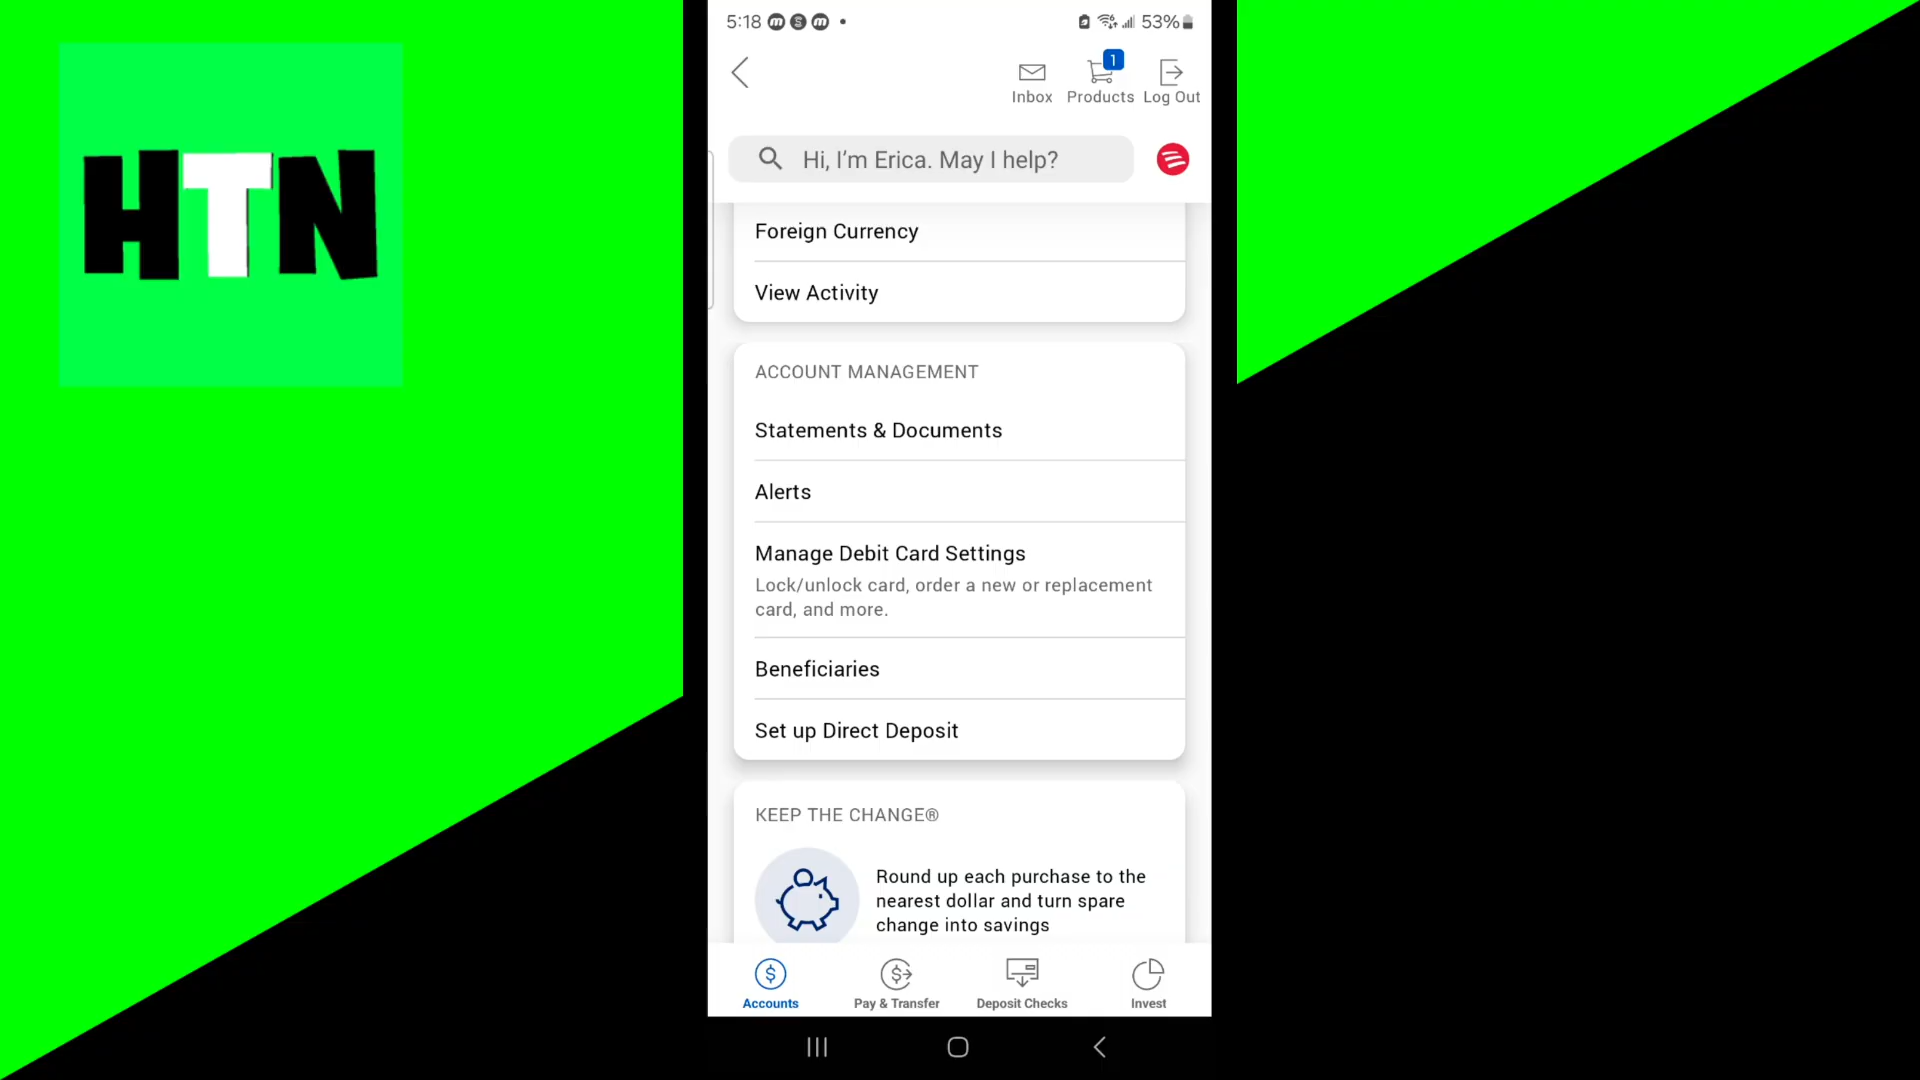 HTN
5:18 53%
1
Inbox Products Log Out
Hi, I’m Erica. May I help?
Foreign Currency
View Activity
ACCOUNT MANAGEMENT
Statements & Documents
Alerts
Manage Debit Card Settings
Lock/unlock card, order a new or replacement
card, and more.
Beneficiaries
Set up Direct Deposit
KEEP THE CHANGE®
Round up each purchase to the
nearest dollar and turn spare
change into savings
Accounts Pay & Transfer Deposit Checks Invest